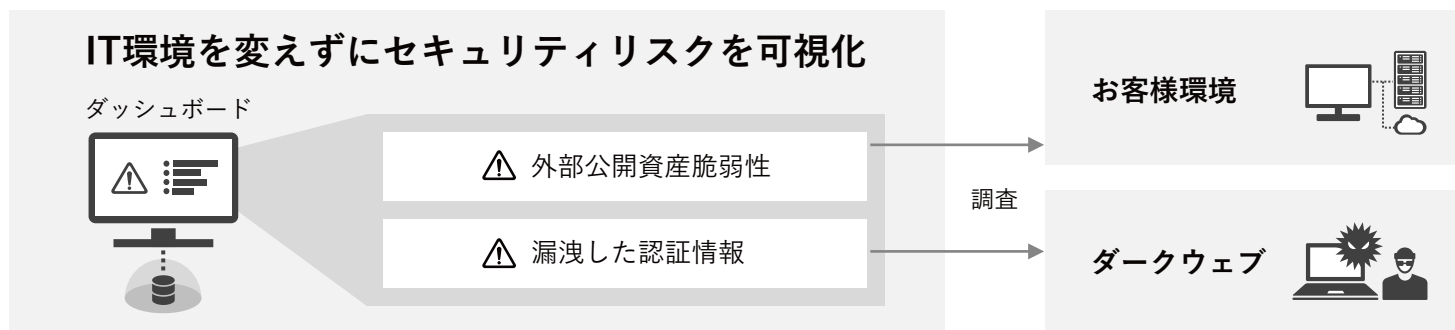 IT環境を変えずにセキュリティリスクを可視化
ダッシュボード
外部公開資産脆弱性
漏洩した認証情報
調査
お客様環境
ダークウェブ